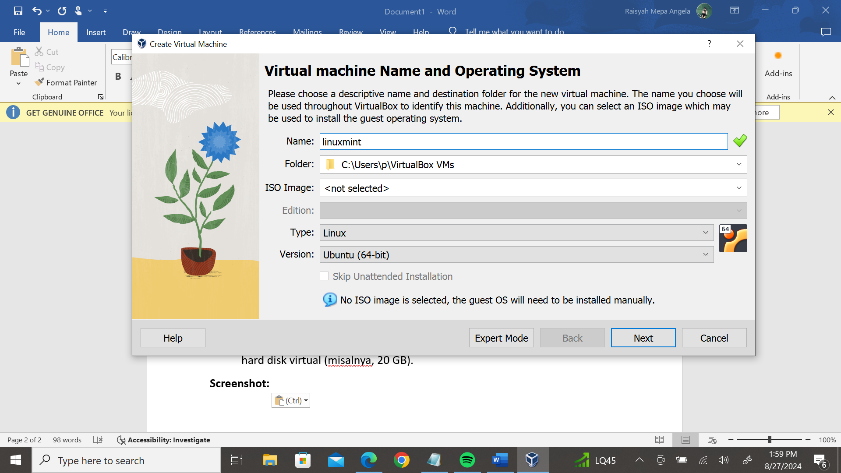 Document1 - Word
Raisyah Mepa Angela
File Home Insert Draw Design Layout References Mailings Review View Help Tell me what you want to do
Create Virtual Machine
?
Paste
Cut
Copy
Format Painter
Clipboard
Calibr
B
Add-ins
Add-ins
GET GENUINE OFFICE Your
ore
Virtual machine Name and Operating System
Please choose a descriptive name and destination folder for the new virtual machine. The name you choose will
be used throughout VirtualBox to identify this machine. Additionally, you can select an ISO image which may
be used to install the guest operating system.
Name: linuxmint
Folder: C:\Users\p\VirtualBox VMs
ISO Image: <not selected>
Edition:
Type: Linux
64
Version: Ubuntu (64-bit)
Skip Unattended Installation
No ISO image is selected, the guest OS will need to be installed manually.
Help Expert Mode Back Next Cancel
hard disk virtual (misalnya, 20 GB).
Screenshot:
(Ctrl)
Page 2 of 2 98 words Accessibility: Investigate 100%
Type here to search
LQ45
1:59 PM
8/27/2024
6